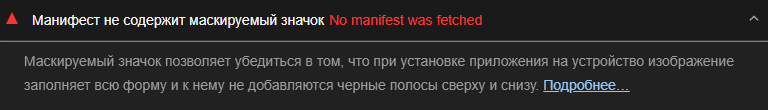 Манифест не содержит маскируемый значок No manifest was fetched
Маскируемый значок позволяет убедиться в том, что при установке приложения на устройство изображение
заполняет всю форму и к нему не добавляются черные полосы сверху и снизу. Подробнее…